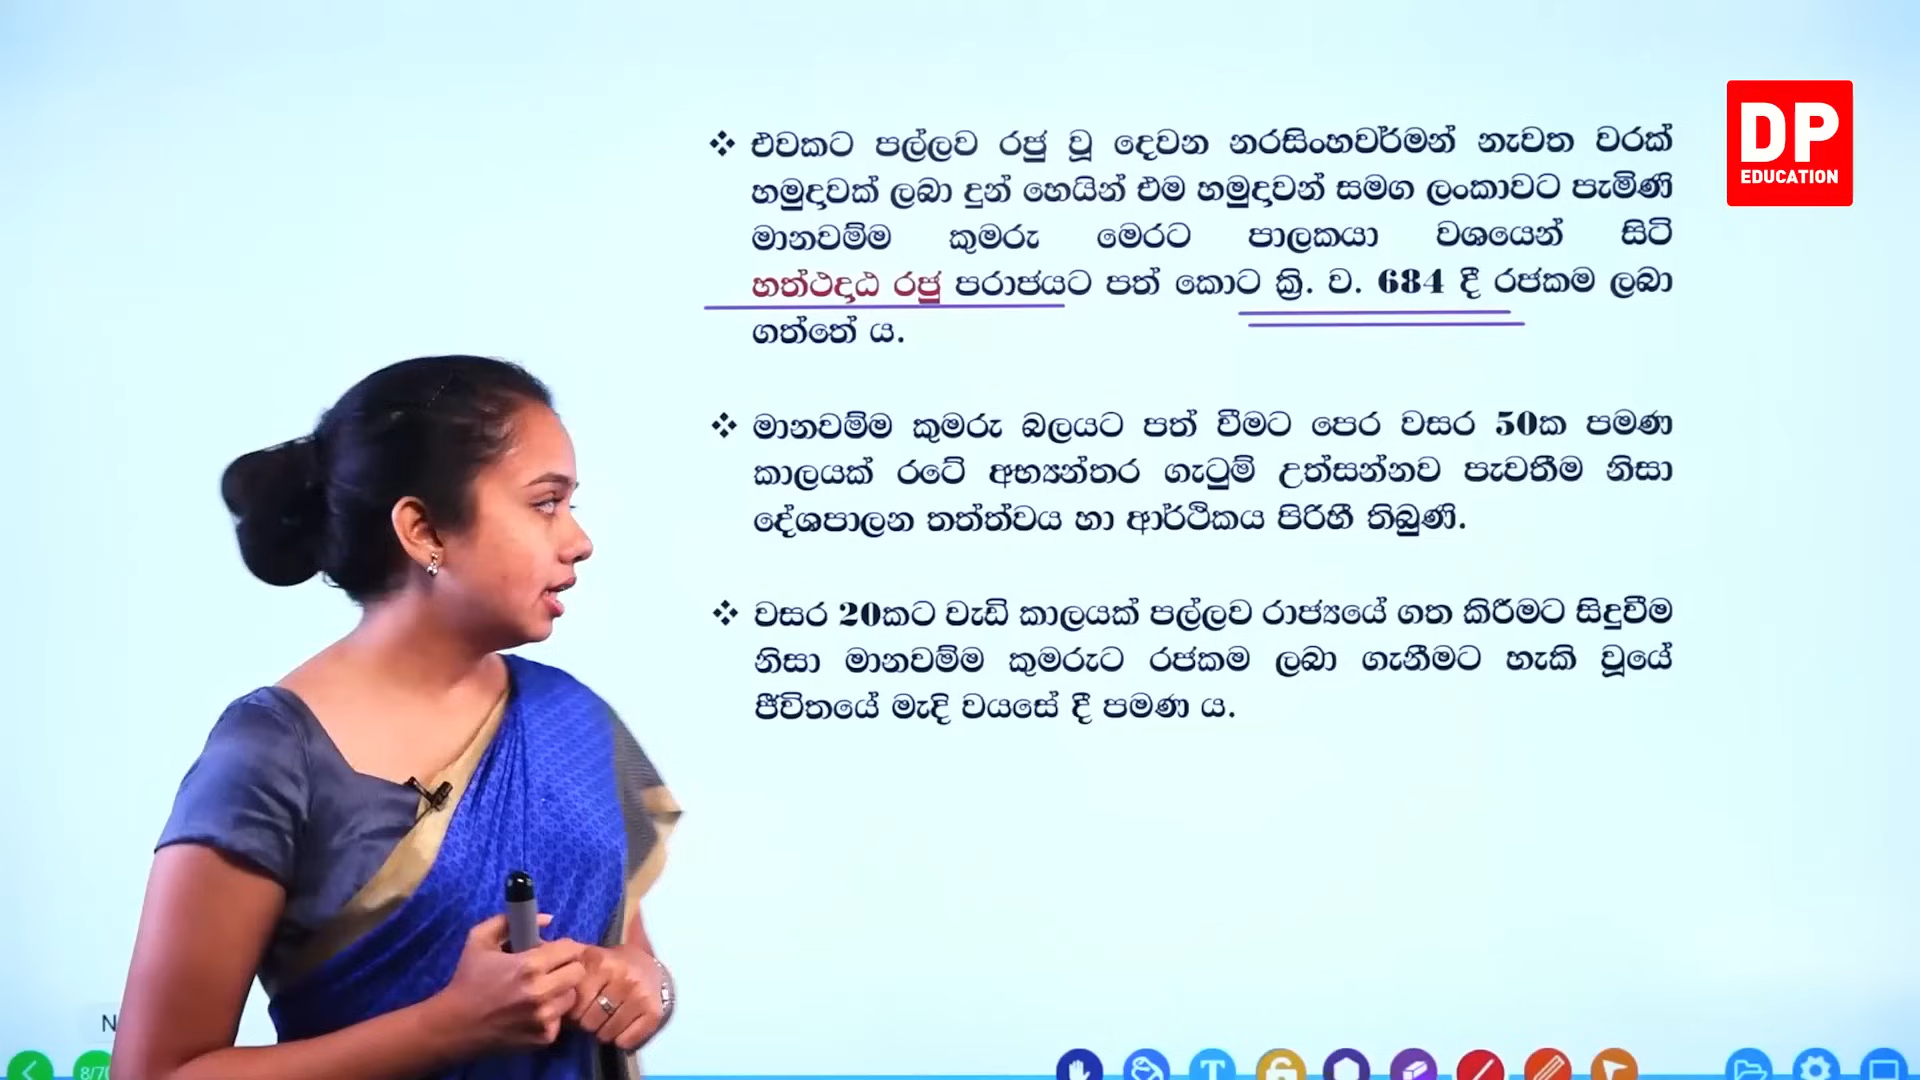 එවකට පල්ලව රජු වූ දෙවන නරසිංහවර්මන් නැවත වරක්
හමුදාවක් ලබා දුන් හෙයින් එම හමුදාවන් සමග ලංකාවට පැමිණි
මානවම්ම කුමරු මෙරට පාලකයා වශයෙන් සිටි
හත්ථදාඨ රජු පරාජයට පත් කොට ක්‍රි. ව. 684 දී රජකම ලබා
ගත්තේ ය.
මානවම්ම කුමරු බලයට පත් වීමට පෙර වසර 50ක පමණ
කාලයක් රටේ අභ්‍යන්තර ගැටුම් උත්සන්නව පැවතීම නිසා
දේශපාලන තත්ත්වය හා ආර්ථිකය පිරිහී තිබුණි.
වසර 20කට වැඩි කාලයක් පල්ලව රාජ්‍යයේ ගත කිරීමට සිදුවීම
නිසා මානවම්ම කුමරුට රජකම ලබා ගැනීමට හැකි වූයේ
ජීවිතයේ මැදි වයසේ දී පමණ ය.
DP
EDUCATION